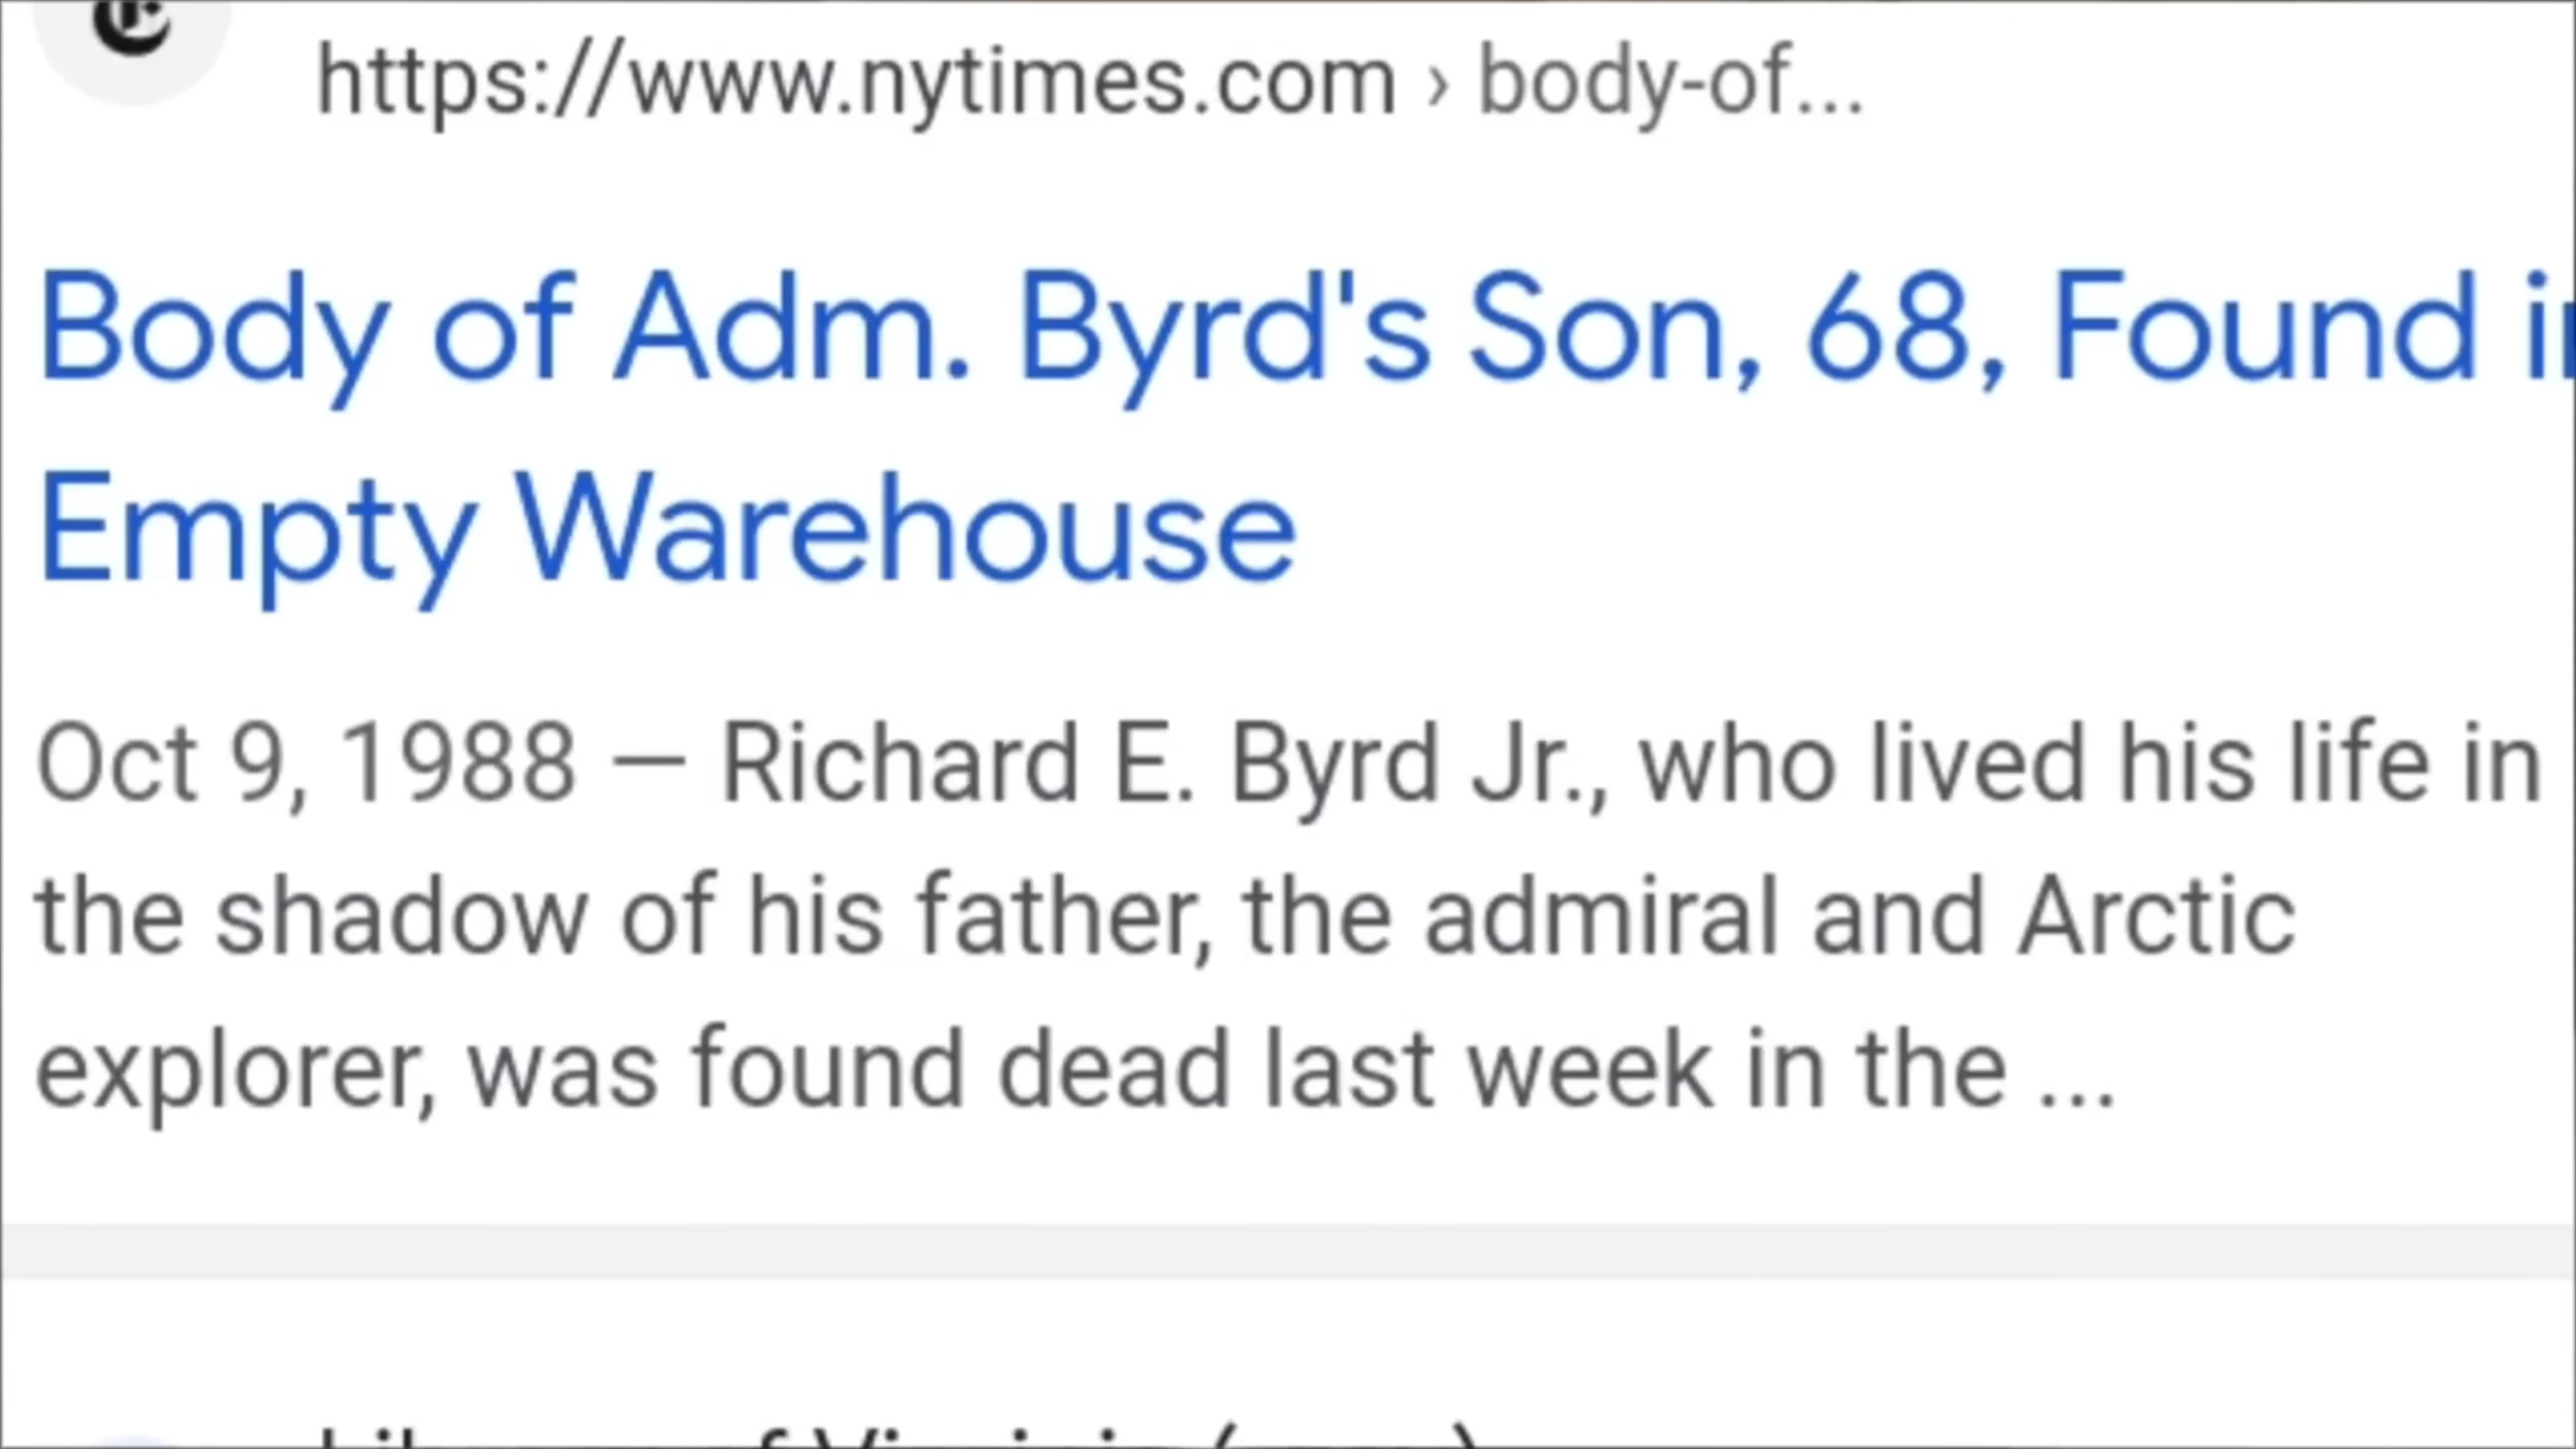 https://www.nytimes.com › body-of...
Body of Adm. Byrd's Son, 68, Found in
Empty Warehouse
Oct 9, 1988 — Richard E. Byrd Jr., who lived his life in
the shadow of his father, the admiral and Arctic
explorer, was found dead last week in the ...